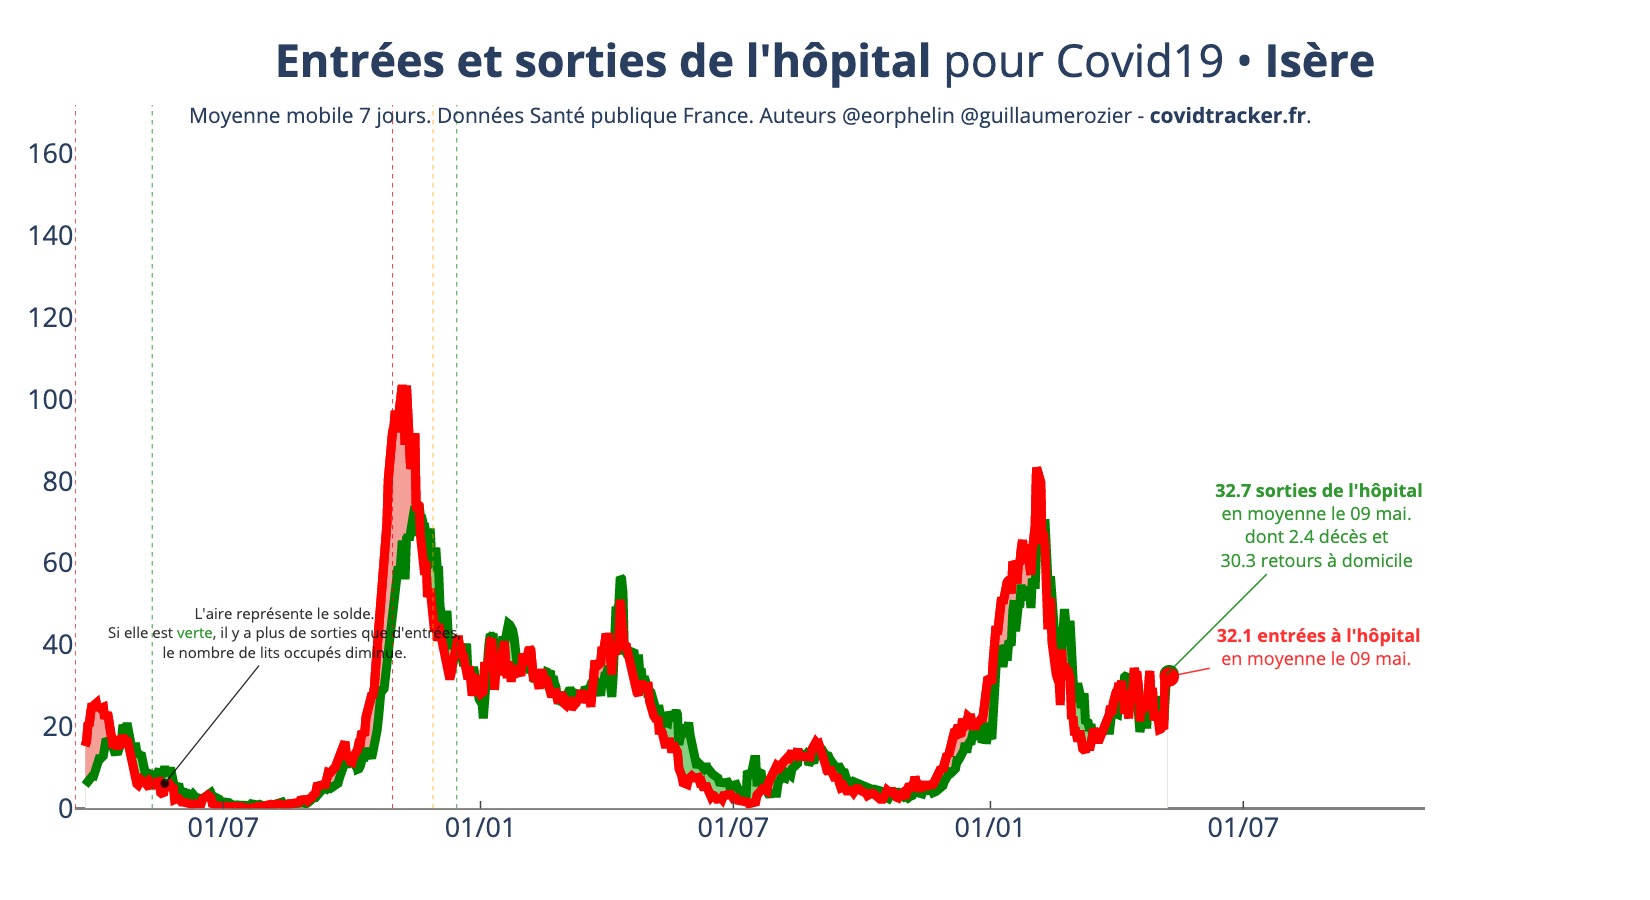 Entrées et sorties de l'hôpital pour Covid19 • Isère
Moyenne mobile 7 jours. Données Santé publique France. Auteurs @eorphelin @guillaumerozier - covidtracker.fr.
160
140
120
100
80
60
40
20
0
L'aire représente le solde.
Si elle est verte, il y a plus de sorties que d'entrées,
le nombre de lits occupés diminue.
32.7 sorties de l'hôpital
en moyenne le 09 mai.
dont 2.4 décès et
30.3 retours à domicile
32.1 entrées à l'hôpital
en moyenne le 09 mai.
01/07
01/01
01/07
01/01
01/07